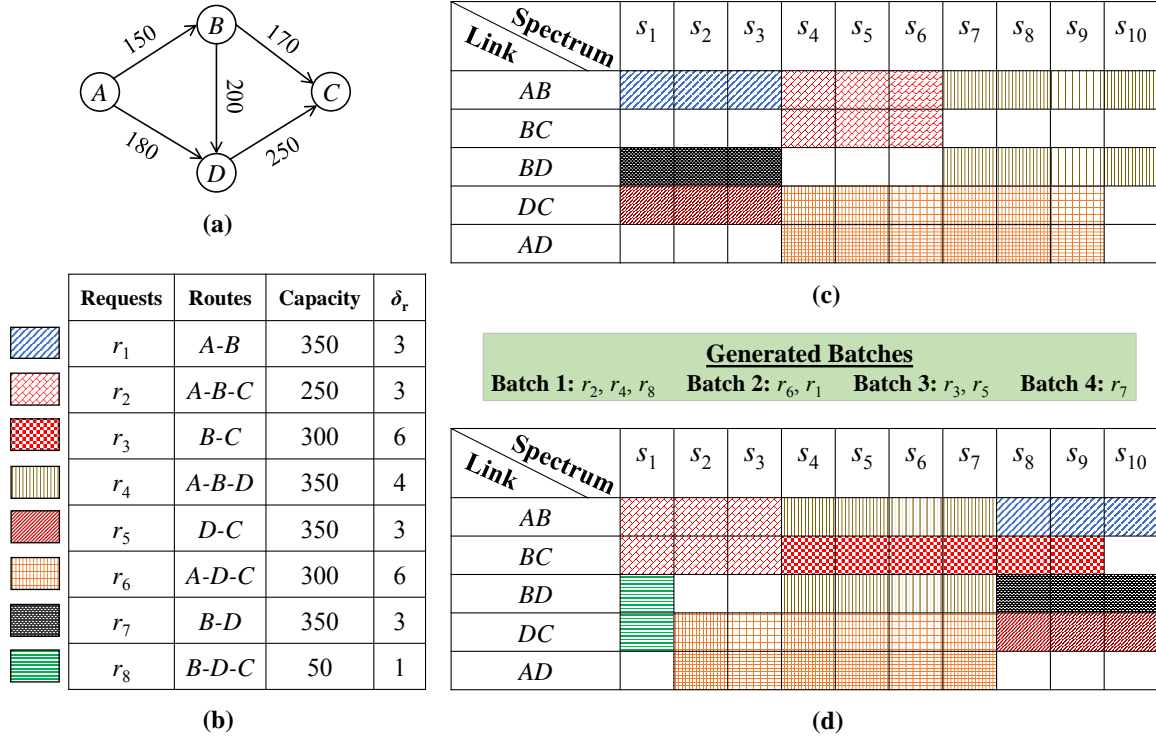 B
150
170
A
200
C
180
250
D
(a)
Requests Routes Capacity δr
r1 A-B 350 3
r2 A-B-C 250 3
r3 B-C 300 6
r4 A-B-D 350 4
r5 D-C 350 3
r6 A-D-C 300 6
r7 B-D 350 3
r8 B-D-C 50 1
(b)
Spectrum
Link
s1 s2 s3 s4 s5 s6 s7 s8 s9 s10
AB
BC
BD
DC
AD
(c)
Generated Batches
Batch 1: r2, r4, r8 Batch 2: r6, r1 Batch 3: r3, r5 Batch 4: r7
Spectrum
Link
s1 s2 s3 s4 s5 s6 s7 s8 s9 s10
AB
BC
BD
DC
AD
(d)